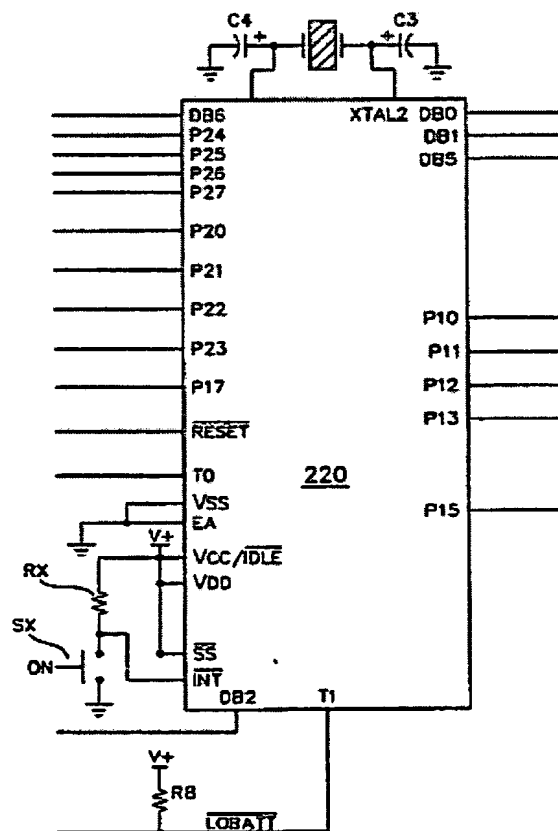 C4 + + C3
DB6 XTAL2 DB0
P24 DB1
P25 DB5
P26
P27
P20
P21
P22
P10
P23 P11
P17 P12
P13
RESET
T0 220
VSS P15
EA
V+
RX VCC/IDLE
VDD
SX
ON SS
INT
DB2 T1
V+
R8
LOBATT